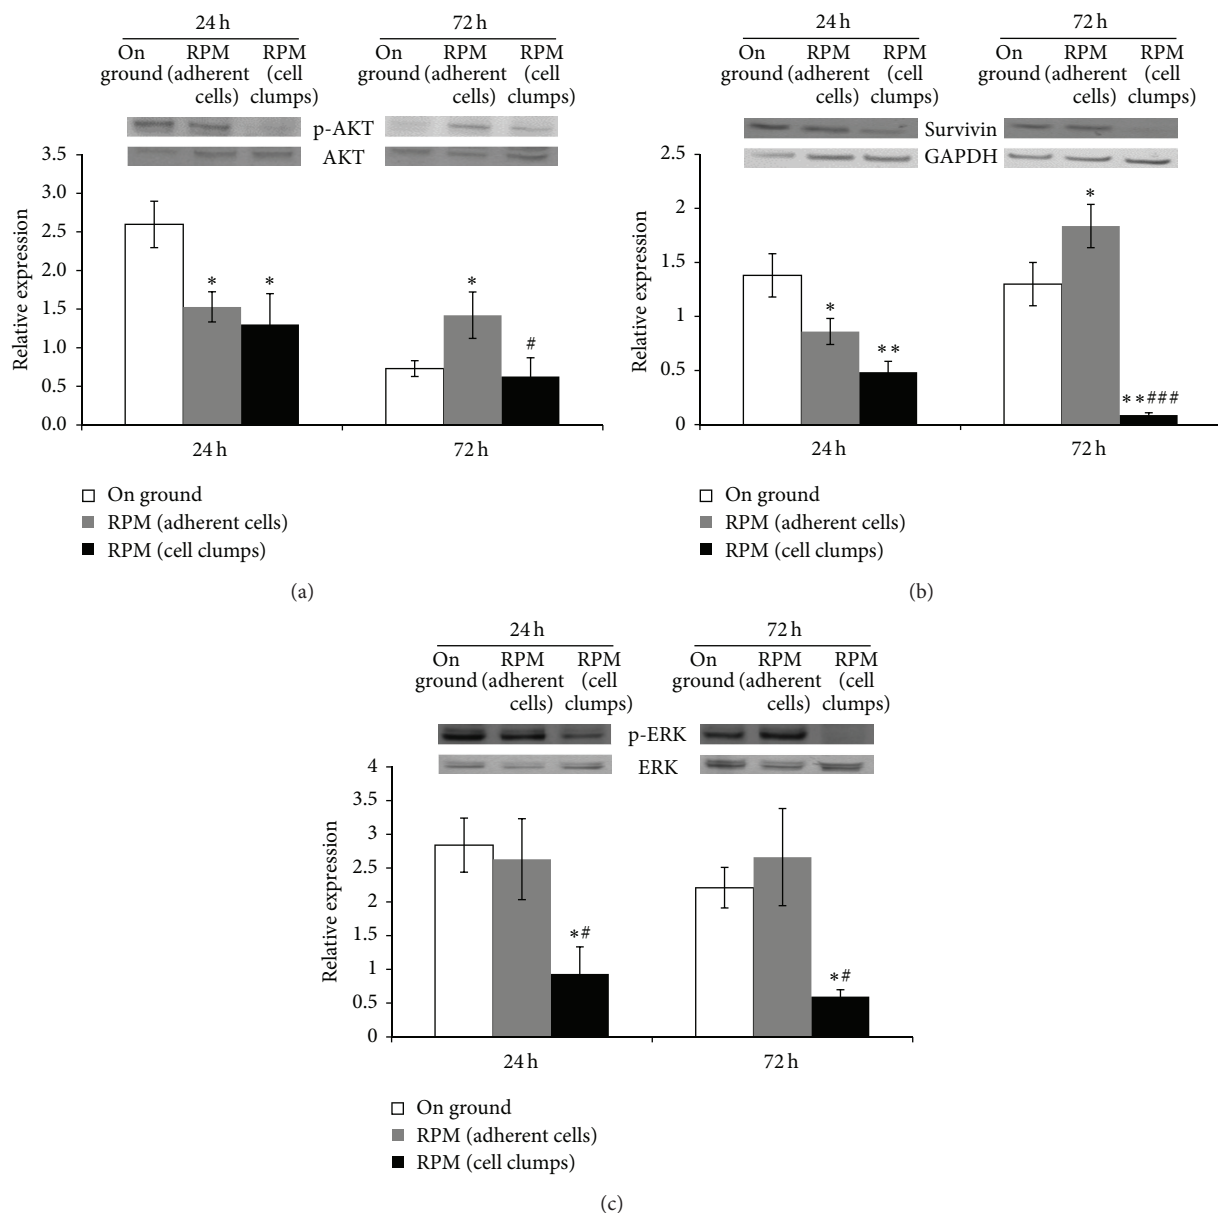 24 h 72 h
On RPM RPM On RPM RPM
ground (adherent (cell ground (adherent (cell
cells) clumps) cells) clumps)
p-AKT
AKT
3.5
3.0
2.5
2.0
1.5
1.0
0.5
0.0
Relative expression
* * * #
24 h 72 h
On ground
RPM (adherent cells)
RPM (cell clumps)
(a)
24 h 72 h
On RPM RPM On RPM RPM
ground (adherent (cell ground (adherent (cell
cells) clumps) cells) clumps)
Survivin
GAPDH
2.5
2
1.5
1
0.5
0
Relative expression
* ** * **###
24 h 72 h
On ground
RPM (adherent cells)
RPM (cell clumps)
(b)
24 h 72 h
On RPM RPM On RPM RPM
ground (adherent (cell ground (adherent (cell
cells) clumps) cells) clumps)
p-ERK
ERK
4
3.5
3
2.5
2
1.5
1
0.5
0
Relative expression
*# *#
24 h 72 h
On ground
RPM (adherent cells)
RPM (cell clumps)
(c)